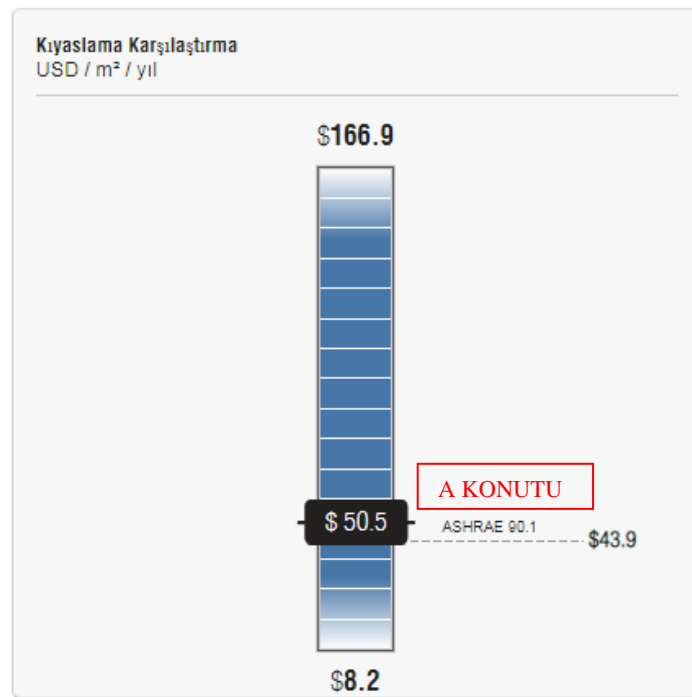 Kıyaslama Karşılaştırma
USD / m² / yıl
$166.9
A KONUTU
$ 50.5
ASHRAE 90.1
$43.9
$8.2